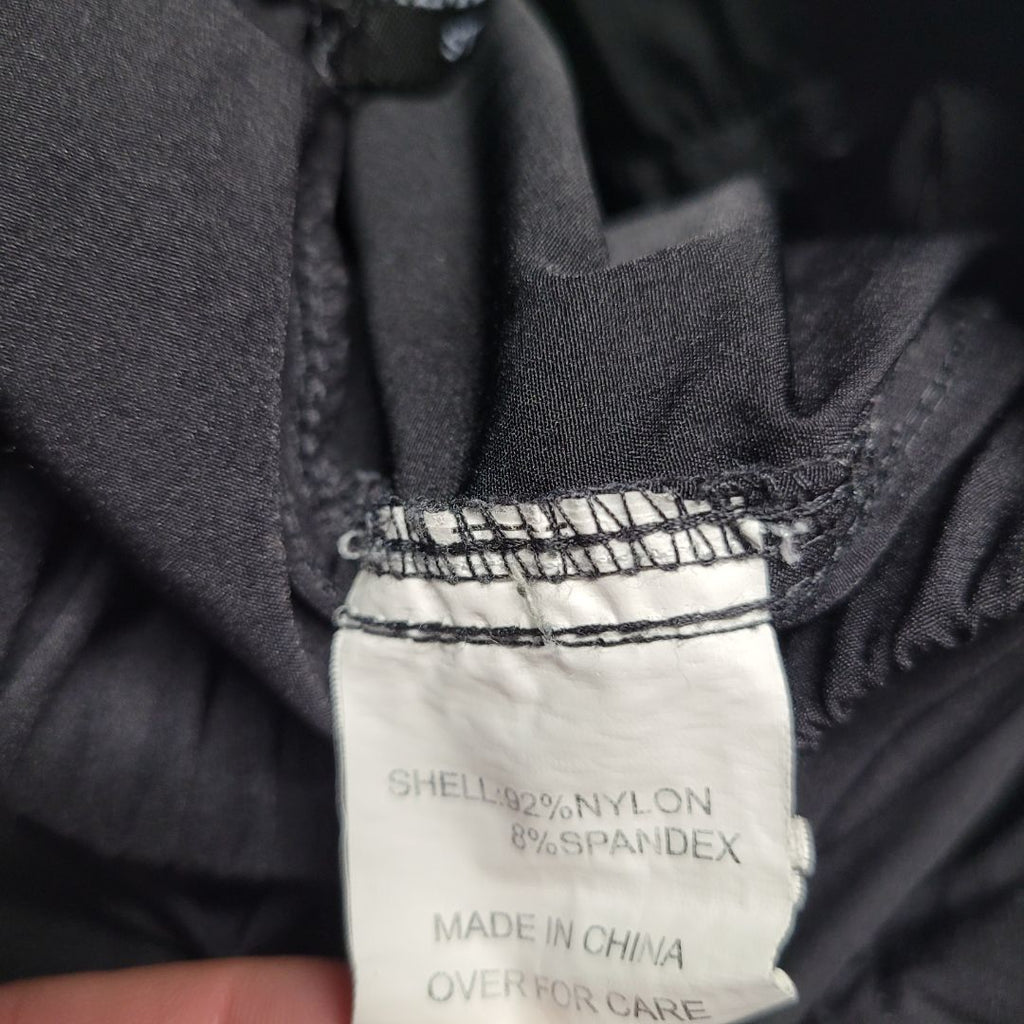 SHELL:92%NYLON
8%SPANDEX
MADE IN CHINA
OVER FOR CARE